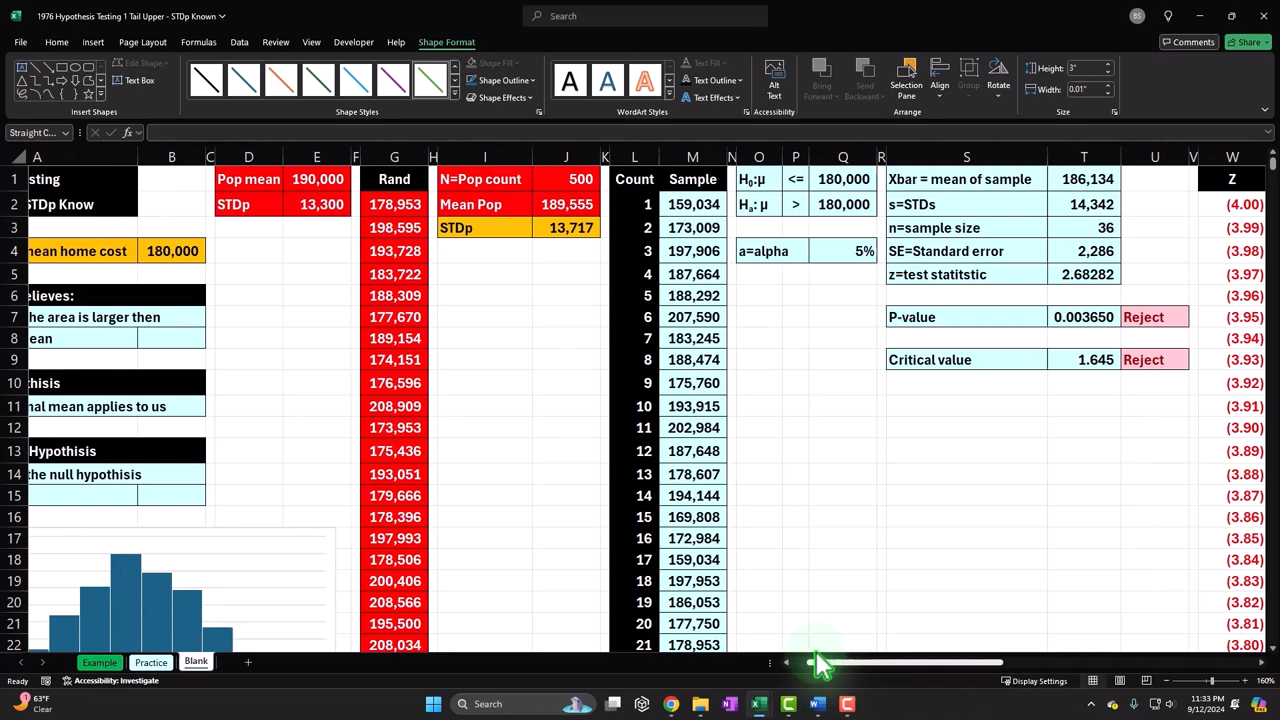 1976 Hypothesis Testing 1 Tail Upper - STDp Known
Search
BS
File Home Insert Draw Page Layout Formulas Data Review View Developer Help Shape Format
Comments Share
Edit Shape
Text Box
Insert Shapes
Shape Fill
Shape Outline
Shape Effects
Shape Styles
A A A
Text Fill
Text Outline
Text Effects
WordArt Styles
Alt Text
Accessibility
Bring Forward
Send Backward
Selection Pane
Align
Group
Rotate
Arrange
Height: 3"
Width: 0.01"
Size
Straight C...
fx
A B C D E F G H I J K L M N O P Q R S T U V W
1 sting Pop mean 190,000 Rand N=Pop count 500 Count Sample H0:µ <= 180,000 Xbar = mean of sample 186,134 Z
2 STDp Know STDp 13,300 178,953 Mean Pop 189,555 1 159,034 Ha: µ > 180,000 s=STDs 14,342 (4.00)
3 198,595 STDp 13,717 2 173,009 n=sample size 36 (3.99)
4 mean home cost 180,000 193,728 3 197,906 a=alpha 5% SE=Standard error 2,286 (3.98)
5 183,722 4 187,664 z=test statitstic 2.68282 (3.97)
6 elieves: 188,309 5 188,292 (3.96)
7 he area is larger then 177,670 6 207,590 P-value 0.003650 Reject (3.95)
8 ean 189,154 7 183,245 (3.94)
9 174,151 8 188,474 Critical value 1.645 Reject (3.93)
10 thisis 176,596 9 175,760 (3.92)
11 nal mean applies to us 208,909 10 193,915 (3.91)
12 173,953 11 202,984 (3.90)
13 Hypothisis 175,436 12 187,648 (3.89)
14 the null hypothisis 193,051 13 178,607 (3.88)
15 179,666 14 194,144 (3.87)
16 178,396 15 169,808 (3.86)
17 197,993 16 172,984 (3.85)
18 178,506 17 159,034 (3.84)
19 200,406 18 197,953 (3.83)
20 208,566 19 186,053 (3.82)
21 195,500 20 177,750 (3.81)
22 208,034 21 178,953 (3.80)
Example Practice Blank
Ready Accessibility: Investigate
Display Settings
160%
63°F
Clear
Search
11:33 PM
9/12/2024